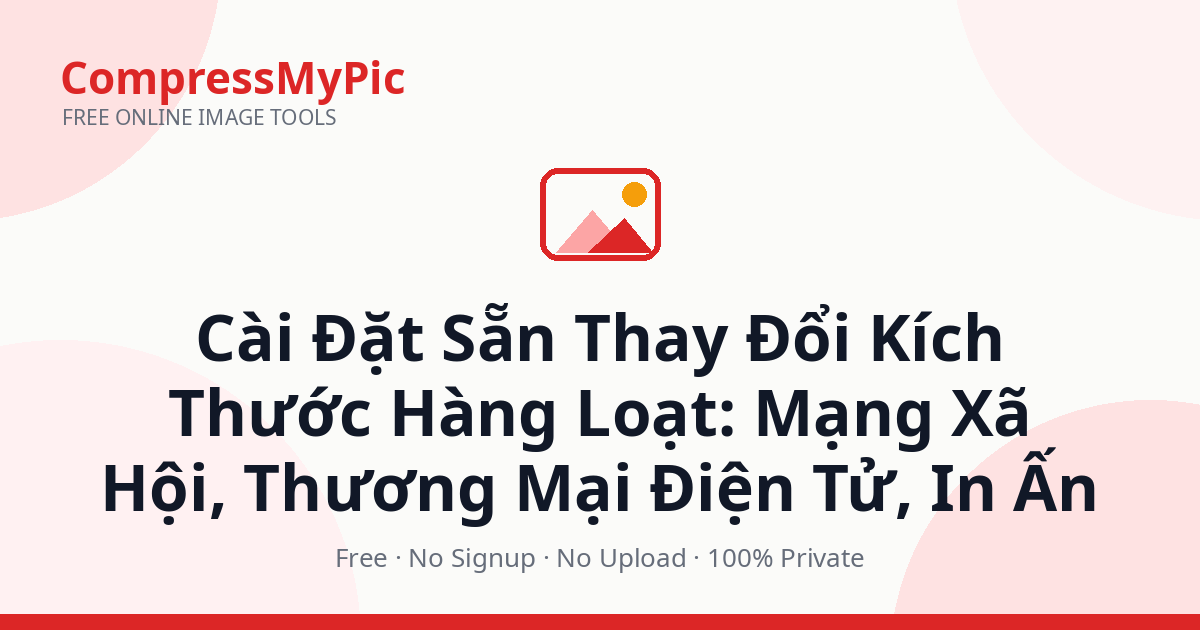 CompressMyPic
FREE ONLINE IMAGE TOOLS
Cài Đặt Sẵn Thay Đổi Kích
Thước Hàng Loạt: Mạng Xã
Hội, Thương Mại Điện Tử, In Ấn
Free · No Signup · No Upload · 100% Private